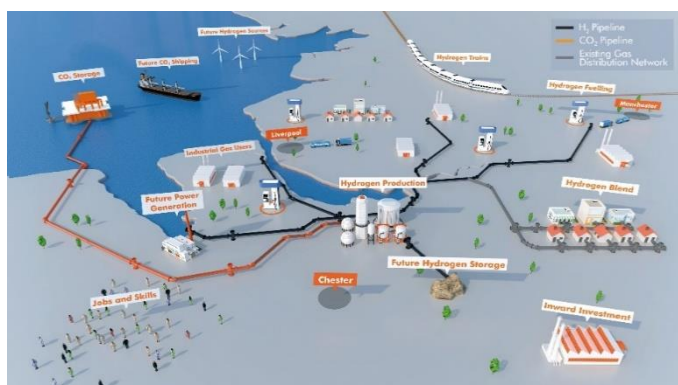 H₂ Pipeline
CO₂ Pipeline
Existing Gas
Distribution Network
Future Hydrogen Sources
Future CO₂ Shipping
CO₂ Storage
Hydrogen Trains
Hydrogen Fuelling
Manchester
Liverpool
Industrial Gas Users
Hydrogen Production
Hydrogen Blend
Future Power
Generation
Future Hydrogen Storage
Chester
Jobs and Skills
Inward Investment